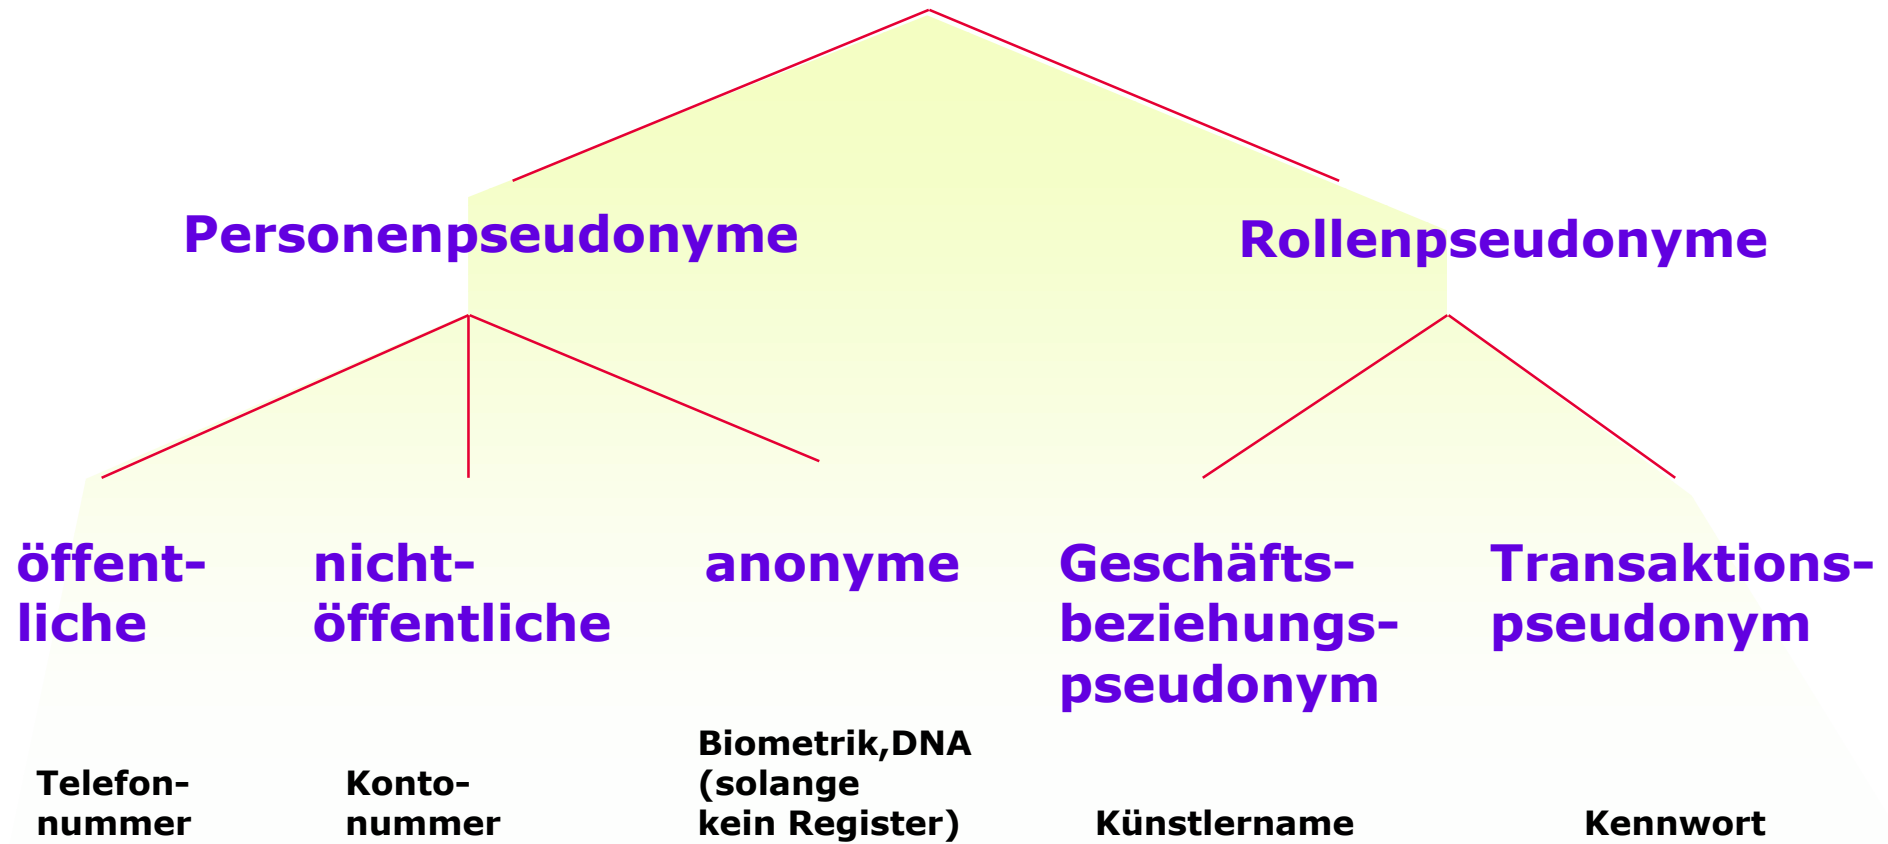 Personenpseudonyme
Rollenpseudonyme
öffent-
liche
nicht-
öffentliche
anonyme
Geschäfts-
beziehungs-
pseudonym
Transaktions-
pseudonym
Telefon-
nummer
Konto-
nummer
Biometrik,DNA
(solange
kein Register)
Künstlername
Kennwort